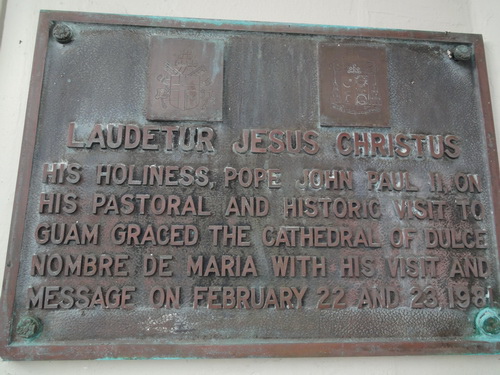 LAUDETUR JESUS CHRISTUS
HIS HOLINESS, POPE JOHN PAUL II, ON
HIS PASTORAL AND HISTORIC VISIT TO
GUAM GRACED THE CATHEDRAL OF DULCE
NOMBRE DE MARIA WITH HIS VISIT AND
MESSAGE ON FEBRUARY 22 AND 23 1981